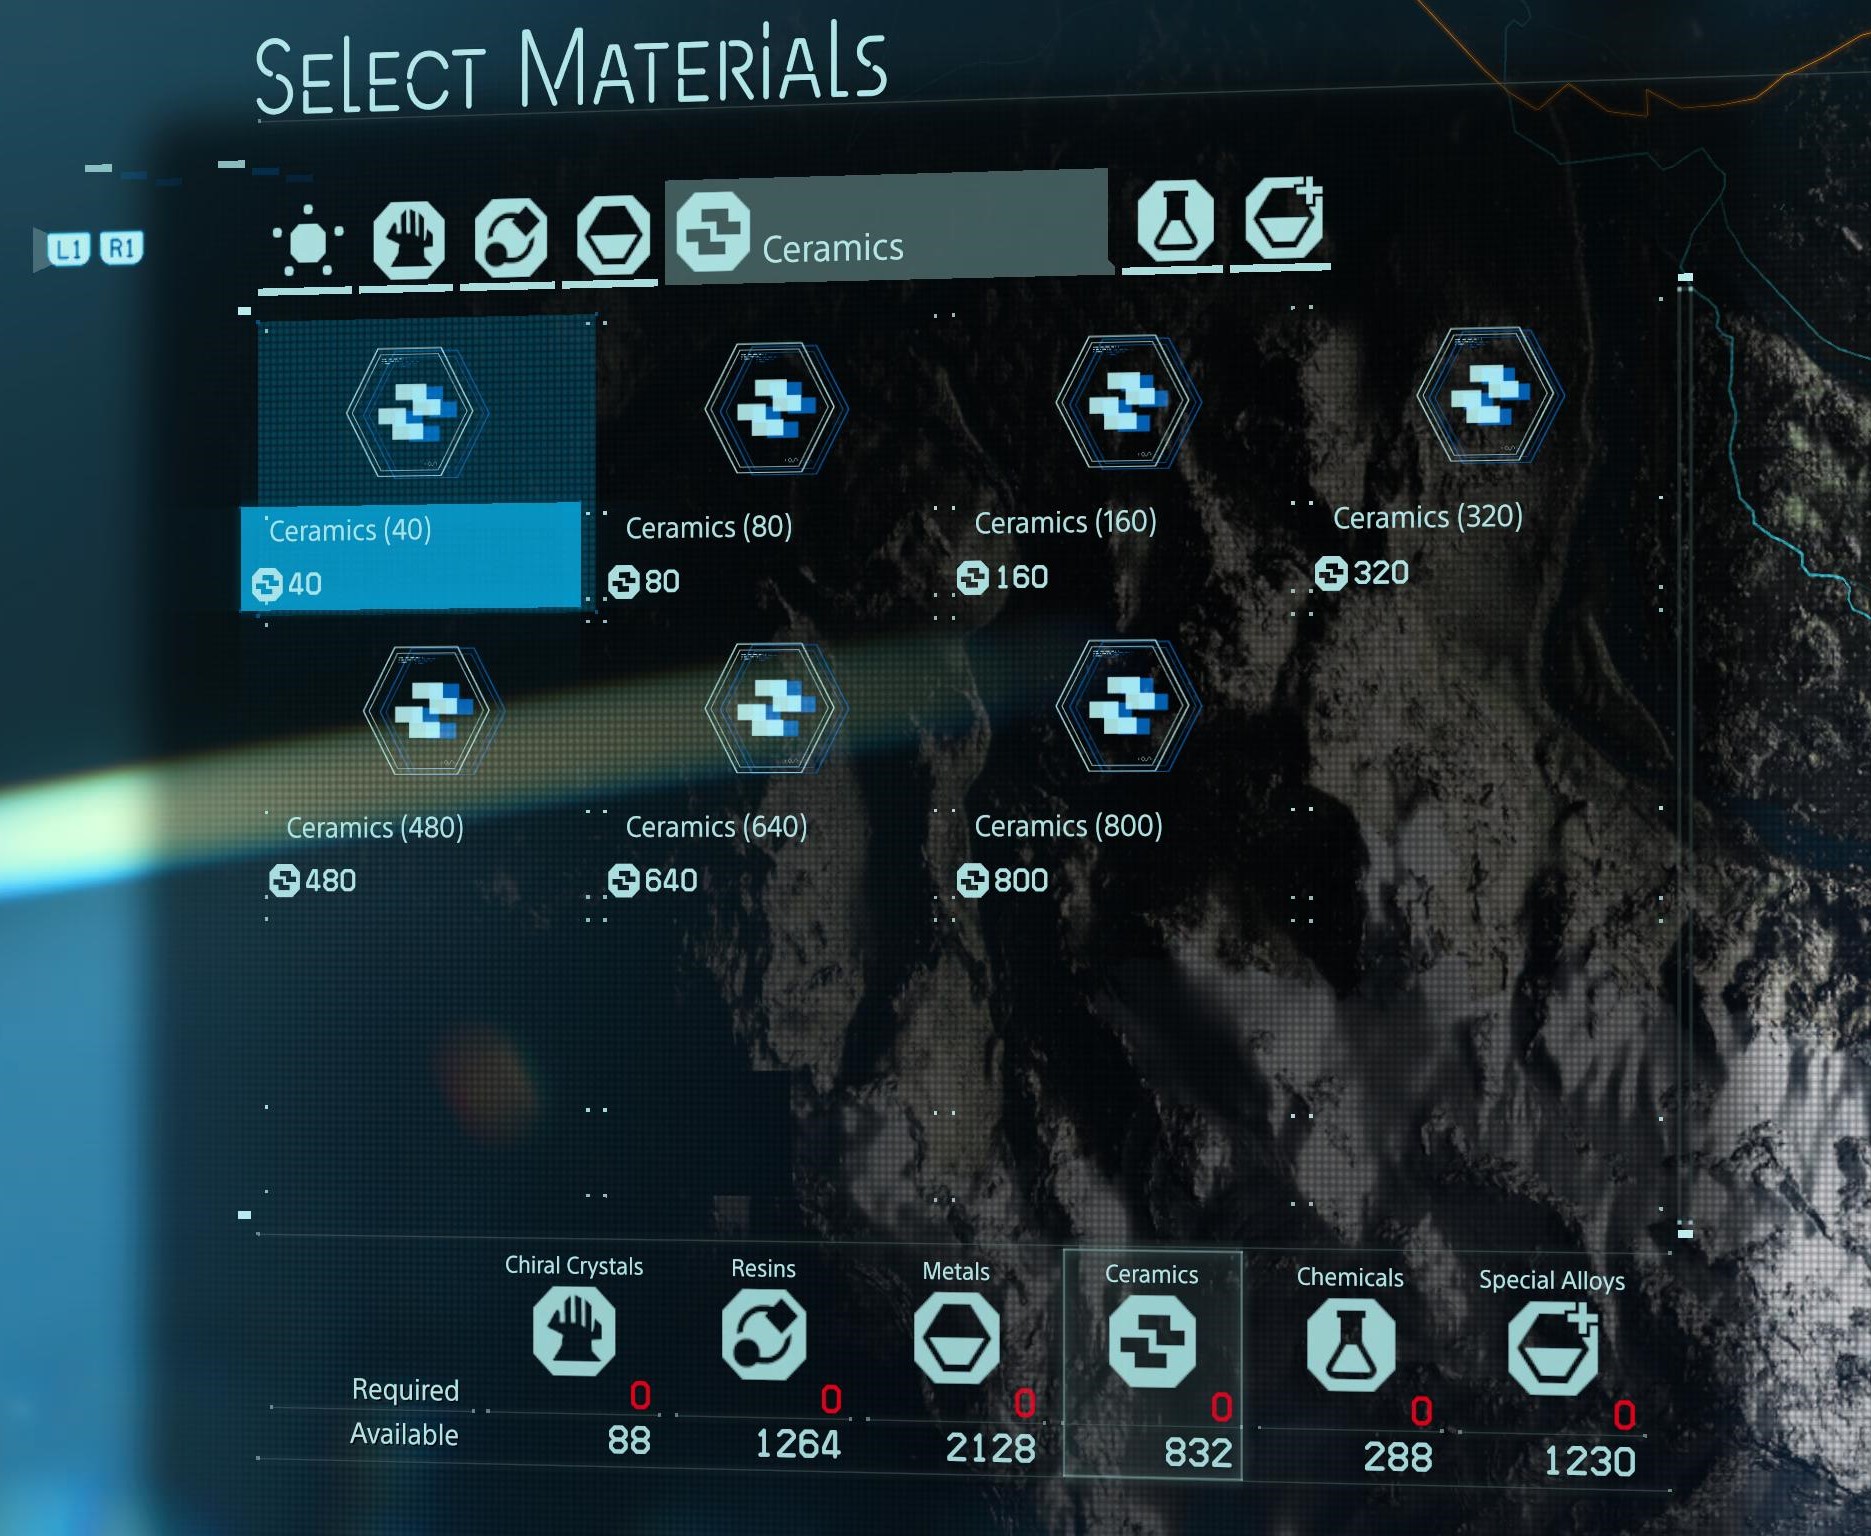 Select Materials
L1 R1
Ceramics
Ceramics (40)
40
Ceramics (80)
80
Ceramics (160)
160
Ceramics (320)
320
Ceramics (480)
480
Ceramics (640)
640
Ceramics (800)
800
Chiral Crystals Resins Metals Ceramics Chemicals Special Alloys
Required 0 0 0 0 0 0
Available 88 1264 2128 832 288 1230